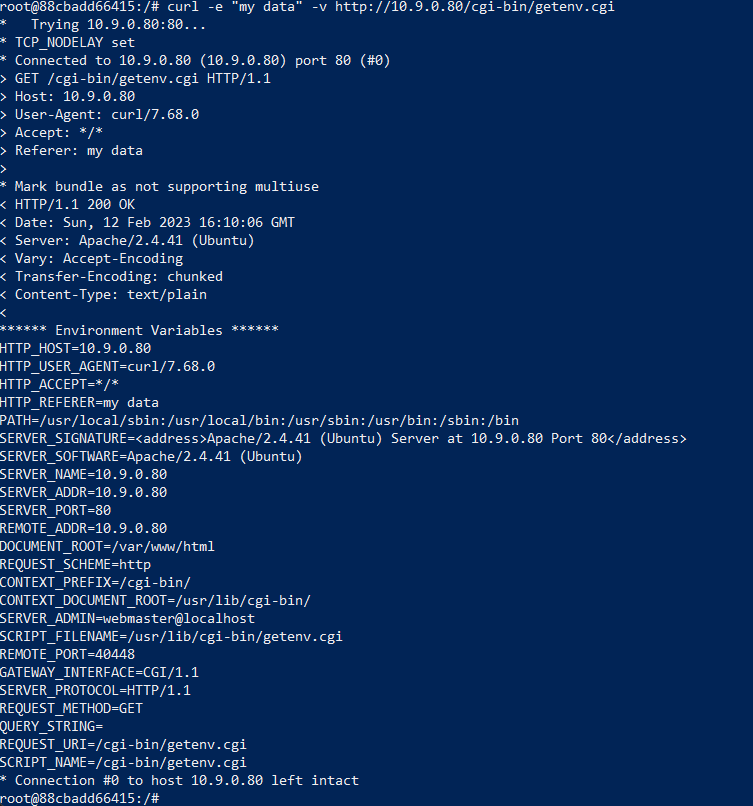 root@88cbadd66415:/# curl -e "my data" -v http://10.9.0.80/cgi-bin/getenv.cgi
*   Trying 10.9.0.80:80...
* TCP_NODELAY set
* Connected to 10.9.0.80 (10.9.0.80) port 80 (#0)
> GET /cgi-bin/getenv.cgi HTTP/1.1
> Host: 10.9.0.80
> User-Agent: curl/7.68.0
> Accept: */*
> Referer: my data
>
* Mark bundle as not supporting multiuse
< HTTP/1.1 200 OK
< Date: Sun, 12 Feb 2023 16:10:06 GMT
< Server: Apache/2.4.41 (Ubuntu)
< Vary: Accept-Encoding
< Transfer-Encoding: chunked
< Content-Type: text/plain
<
****** Environment Variables ******
HTTP_HOST=10.9.0.80
HTTP_USER_AGENT=curl/7.68.0
HTTP_ACCEPT=*/*
HTTP_REFERER=my data
PATH=/usr/local/sbin:/usr/local/bin:/usr/sbin:/usr/bin:/sbin:/bin
SERVER_SIGNATURE=<address>Apache/2.4.41 (Ubuntu) Server at 10.9.0.80 Port 80</address>
SERVER_SOFTWARE=Apache/2.4.41 (Ubuntu)
SERVER_NAME=10.9.0.80
SERVER_ADDR=10.9.0.80
SERVER_PORT=80
REMOTE_ADDR=10.9.0.80
DOCUMENT_ROOT=/var/www/html
REQUEST_SCHEME=http
CONTEXT_PREFIX=/cgi-bin/
CONTEXT_DOCUMENT_ROOT=/usr/lib/cgi-bin/
SERVER_ADMIN=webmaster@localhost
SCRIPT_FILENAME=/usr/lib/cgi-bin/getenv.cgi
REMOTE_PORT=40448
GATEWAY_INTERFACE=CGI/1.1
SERVER_PROTOCOL=HTTP/1.1
REQUEST_METHOD=GET
QUERY_STRING=
REQUEST_URI=/cgi-bin/getenv.cgi
SCRIPT_NAME=/cgi-bin/getenv.cgi
* Connection #0 to host 10.9.0.80 left intact
root@88cbadd66415:/#